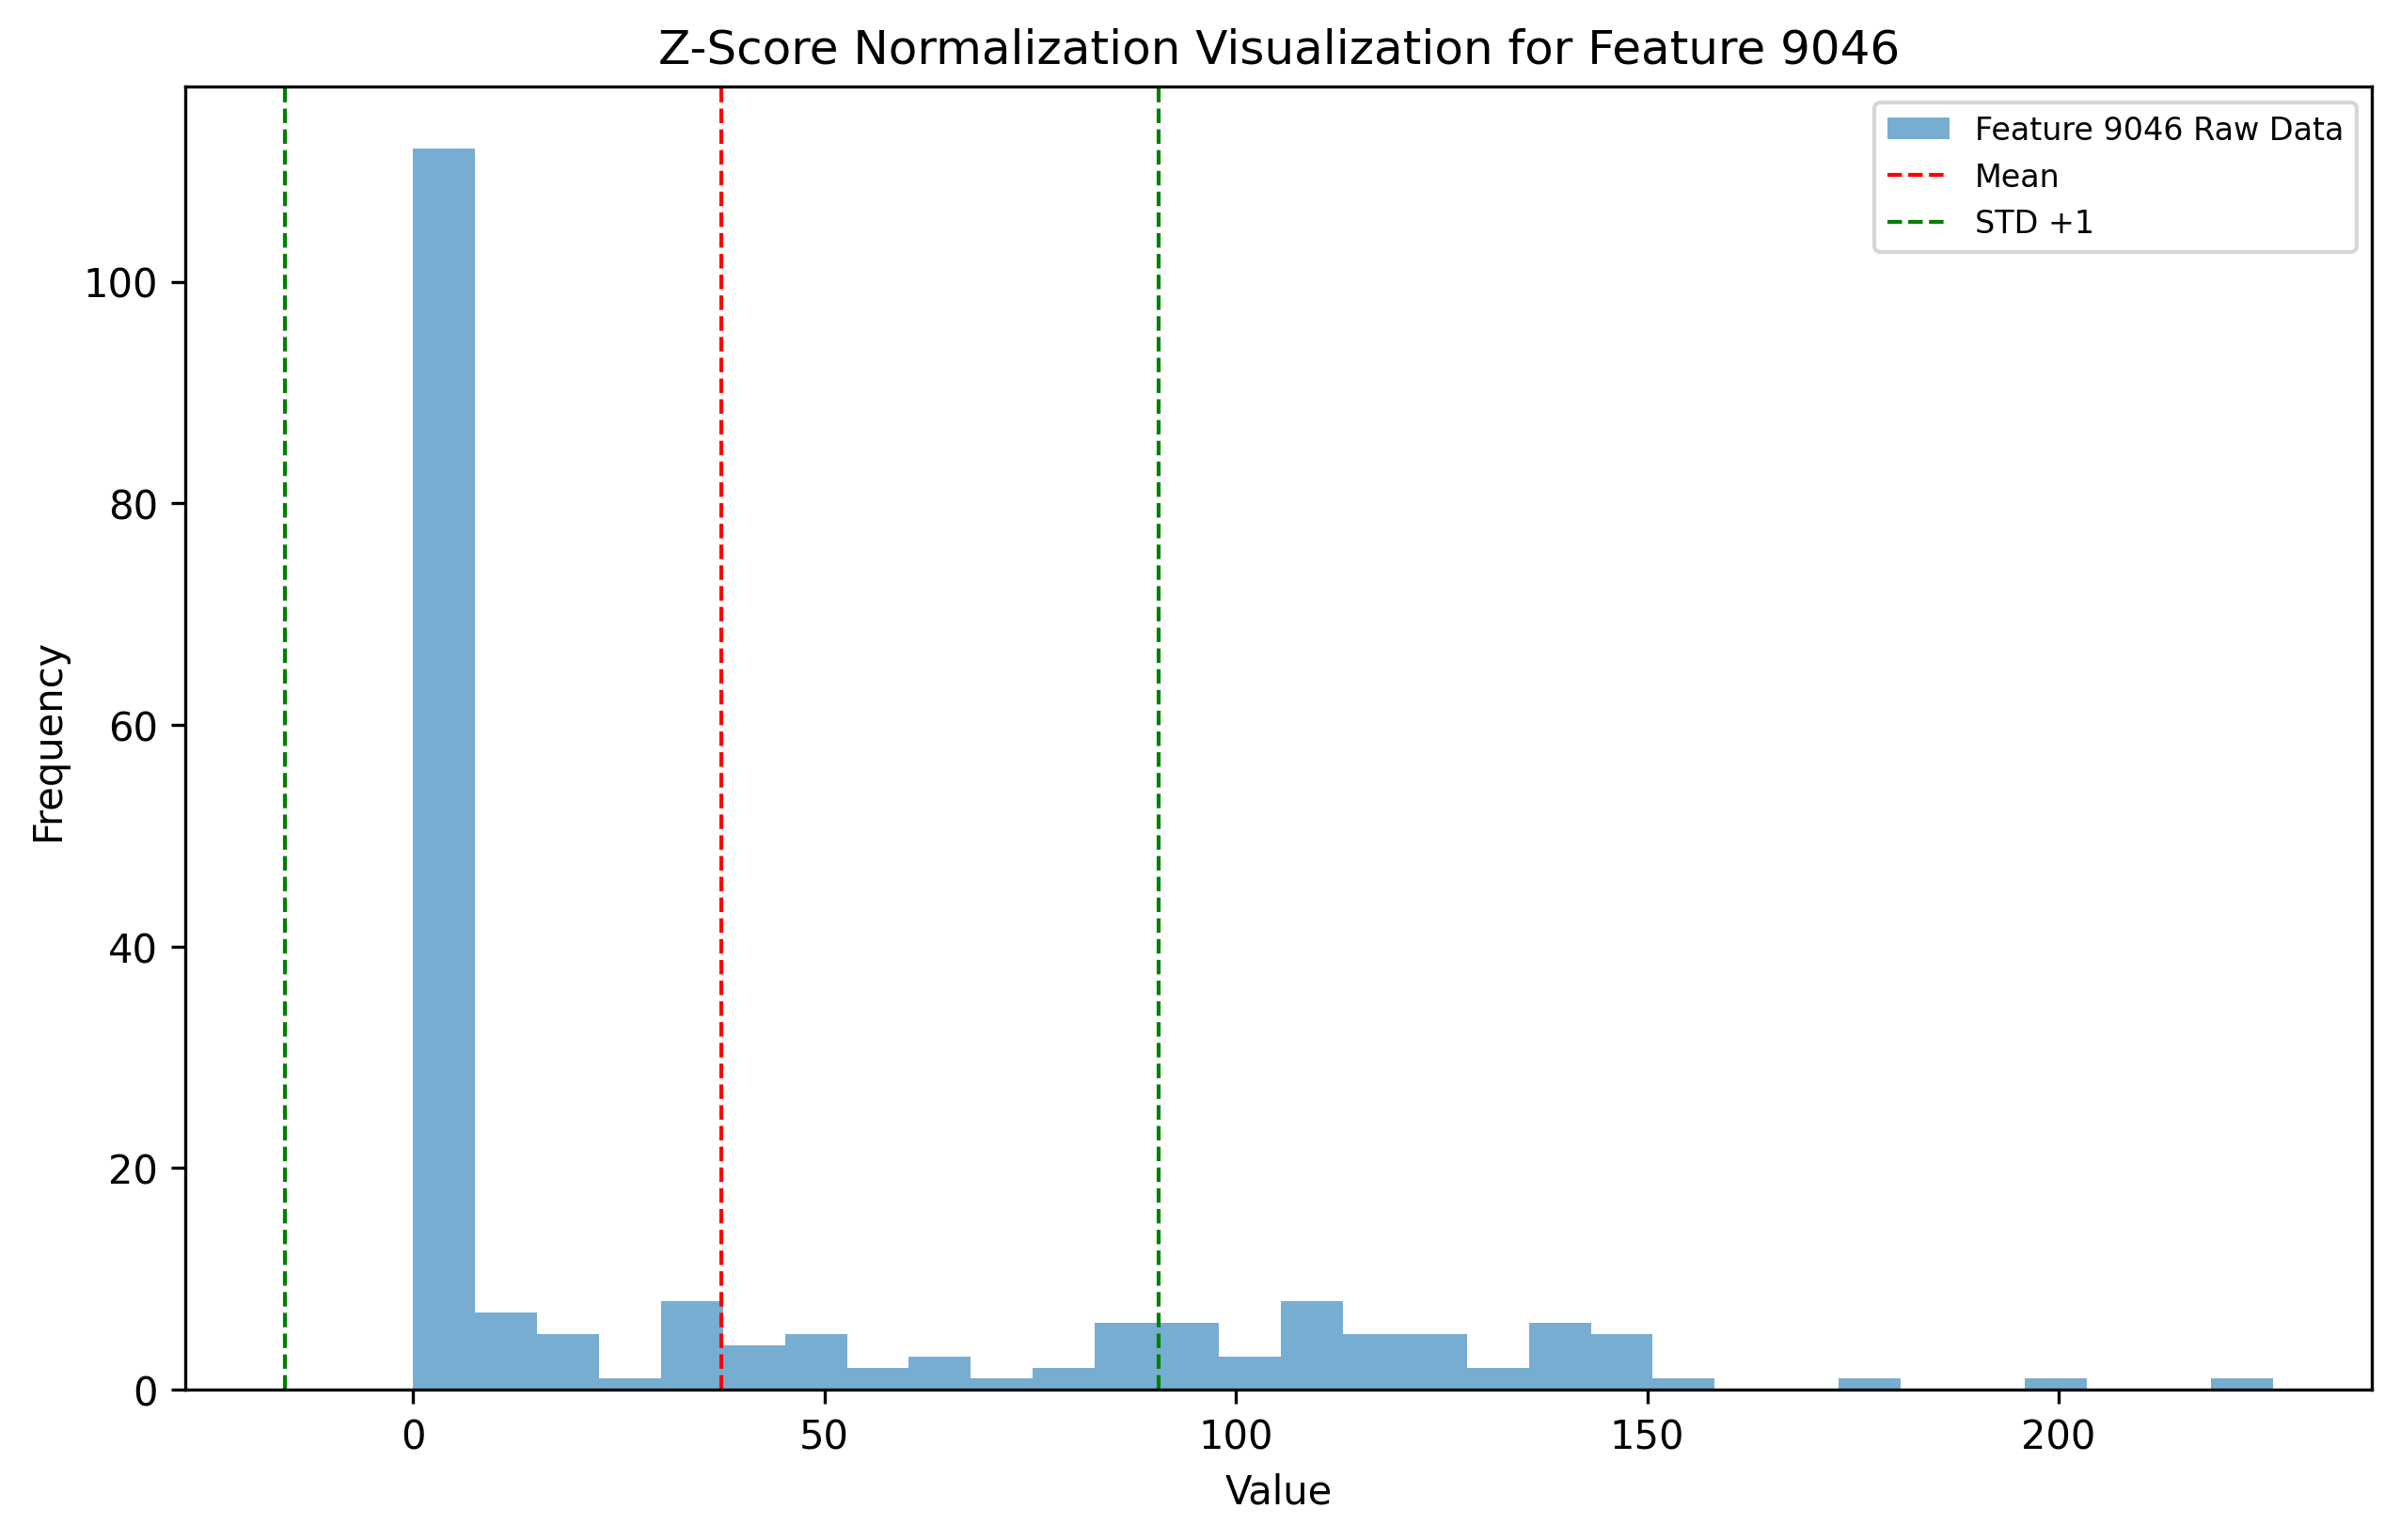 Z-Score Normalization Visualization for Feature 9046
Feature 9046 Raw Data
Mean
STD +1
Frequency
100
80
60
40
20
0
0 50 100 150 200
Value